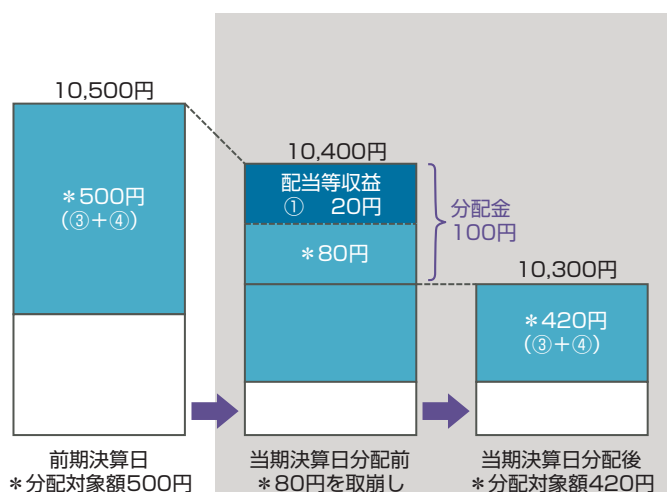 10,500円
＊500円
(③＋④)
前期決算日
＊分配対象額500円
10,400円
配当等収益
① 20円
＊80円
分配金
100円
当期決算日分配前
＊80円を取崩し
10,300円
＊420円
(③＋④)
当期決算日分配後
＊分配対象額420円